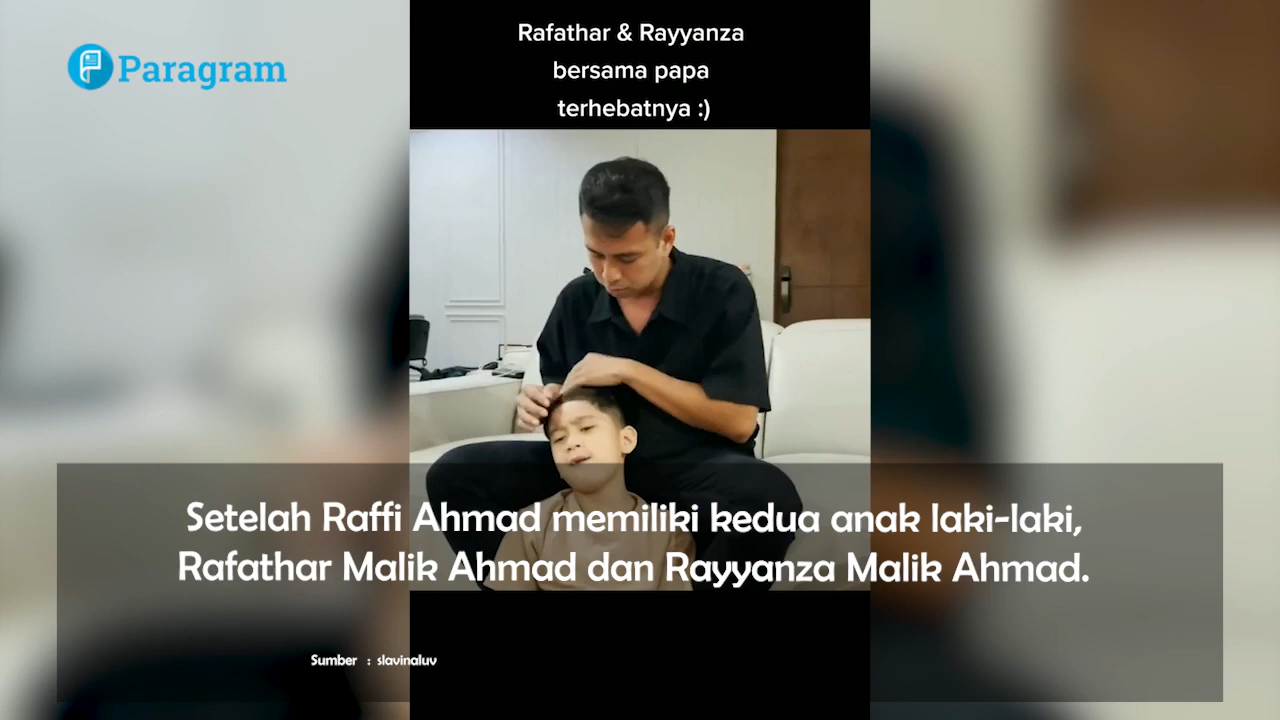 Paragram
Rafathar & Rayyanza
bersama papa
terhebatnya :)
Setelah Raffi Ahmad memiliki kedua anak laki-laki,
Rafathar Malik Ahmad dan Rayyanza Malik Ahmad.
Sumber : slavinaluv